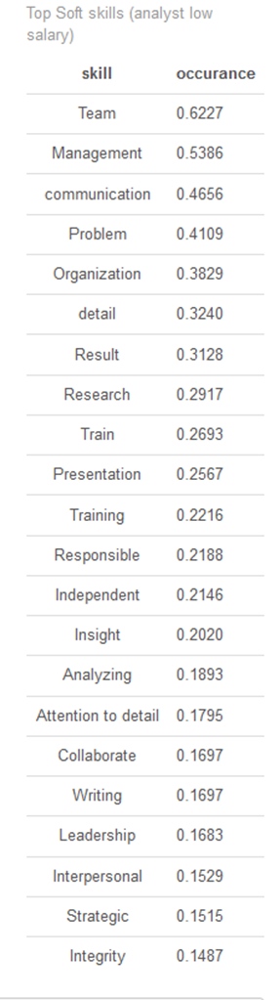 Top Soft skills (analyst low
salary)
skill occurance
Team 0.6227
Management 0.5386
communication 0.4656
Problem 0.4109
Organization 0.3829
detail 0.3240
Result 0.3128
Research 0.2917
Train 0.2693
Presentation 0.2567
Training 0.2216
Responsible 0.2188
Independent 0.2146
Insight 0.2020
Analyzing 0.1893
Attention to detail 0.1795
Collaborate 0.1697
Writing 0.1697
Leadership 0.1683
Interpersonal 0.1529
Strategic 0.1515
Integrity 0.1487